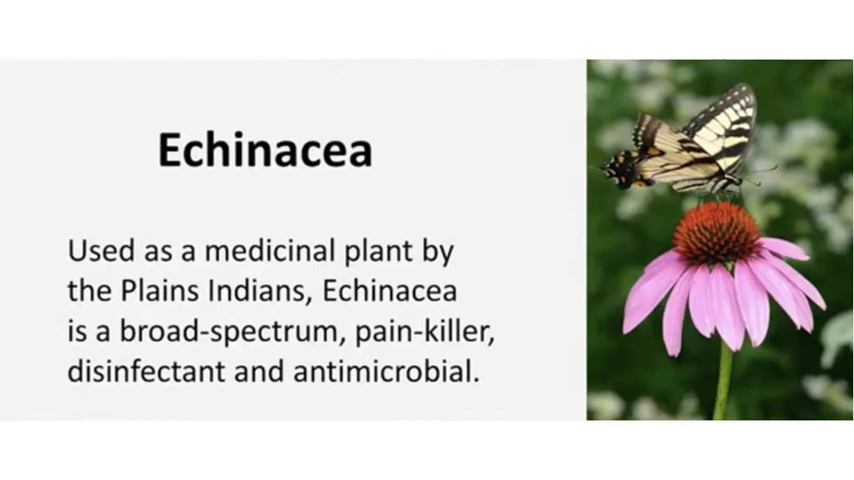 Echinacea
Used as a medicinal plant by
the Plains Indians, Echinacea
is a broad-spectrum, pain-killer,
disinfectant and antimicrobial.